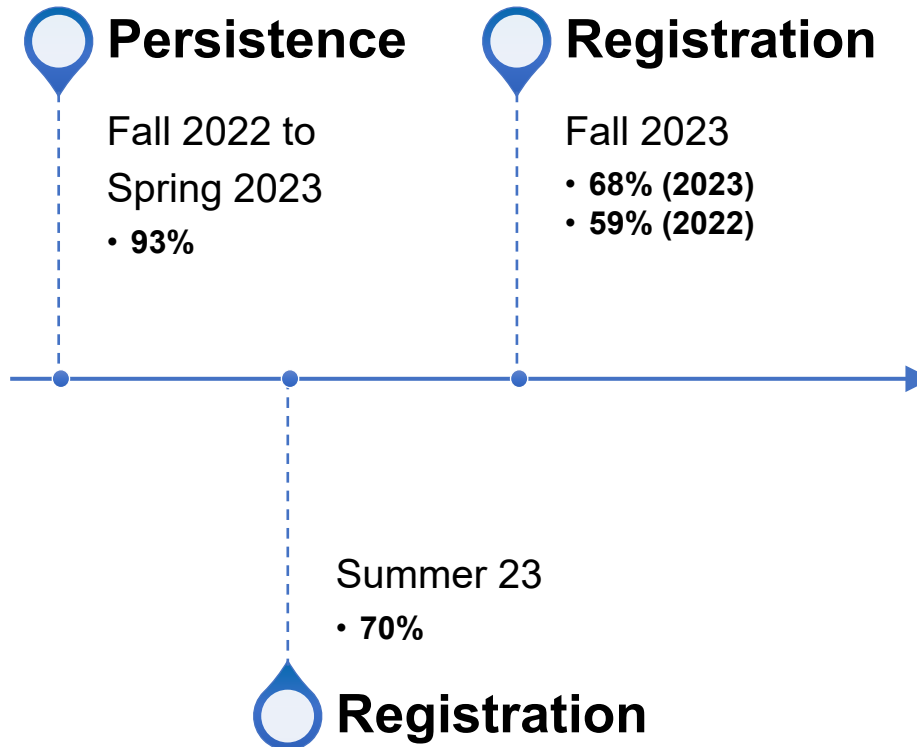 Persistence
Fall 2022 to
Spring 2023
• 93%
Registration
Fall 2023
• 68% (2023)
• 59% (2022)
Summer 23
• 70%
Registration